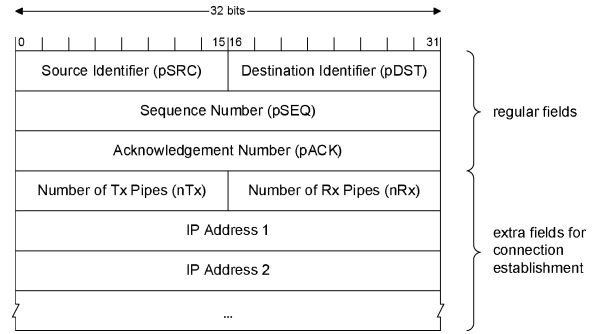 32 bits
0 15 16 31
Source Identifier (pSRC) Destination Identifier (pDST)
Sequence Number (pSEQ)
Acknowledgement Number (pACK)
regular fields
Number of Tx Pipes (nTx) Number of Rx Pipes (nRx)
IP Address 1
IP Address 2
...
extra fields for
connection
establishment